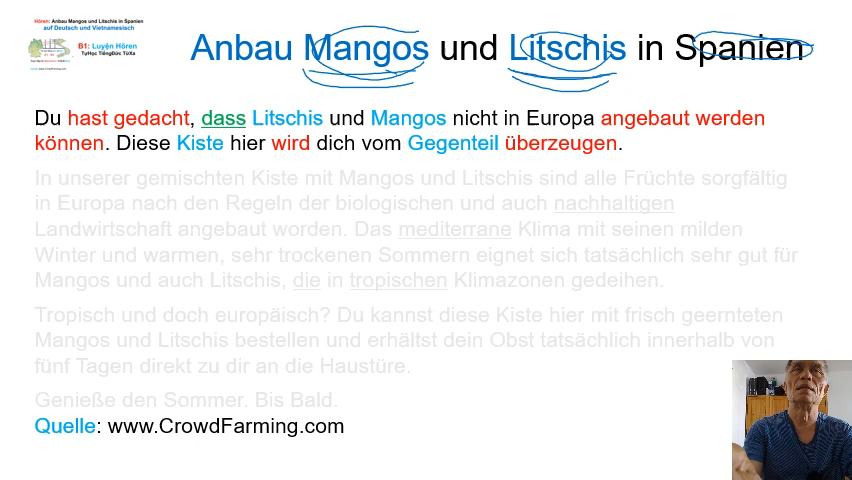 Hören: Anbau Mangos und Litschis in Spanien
auf Deutsch und Vietnamesisch
B1: Luyện Hören
TựHọc TiếngĐức TừXa
Anbau Mangos und Litschis in Spanien
Du hast gedacht, dass Litschis und Mangos nicht in Europa angebaut werden
können. Diese Kiste hier wird dich vom Gegenteil überzeugen.
In unserer gemischten Kiste mit Mangos und Litschis sind alle Früchte sorgfältig
in Europa nach den Regeln der biologischen und auch nachhaltigen
Landwirtschaft angebaut worden. Das mediterrane Klima mit seinen milden
Winter und warmen, sehr trockenen Sommern eignet sich tatsächlich sehr gut für
Mangos und auch Litschis, die in tropischen Klimazonen gedeihen.
Tropisch und doch europäisch? Du kannst diese Kiste hier mit frisch geernteten
Mangos und Litschis bestellen und erhältst dein Obst tatsächlich innerhalb von
fünf Tagen direkt zu dir an die Haustüre.
Genieße den Sommer. Bis Bald.
Quelle: www.CrowdFarming.com